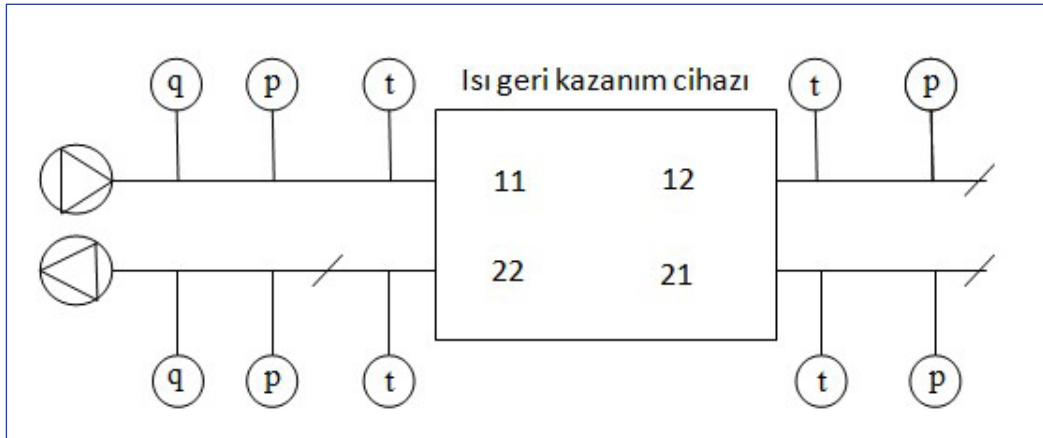 Isı geri kazanım cihazı
q p t t p
11 12
22 21
q p t t p